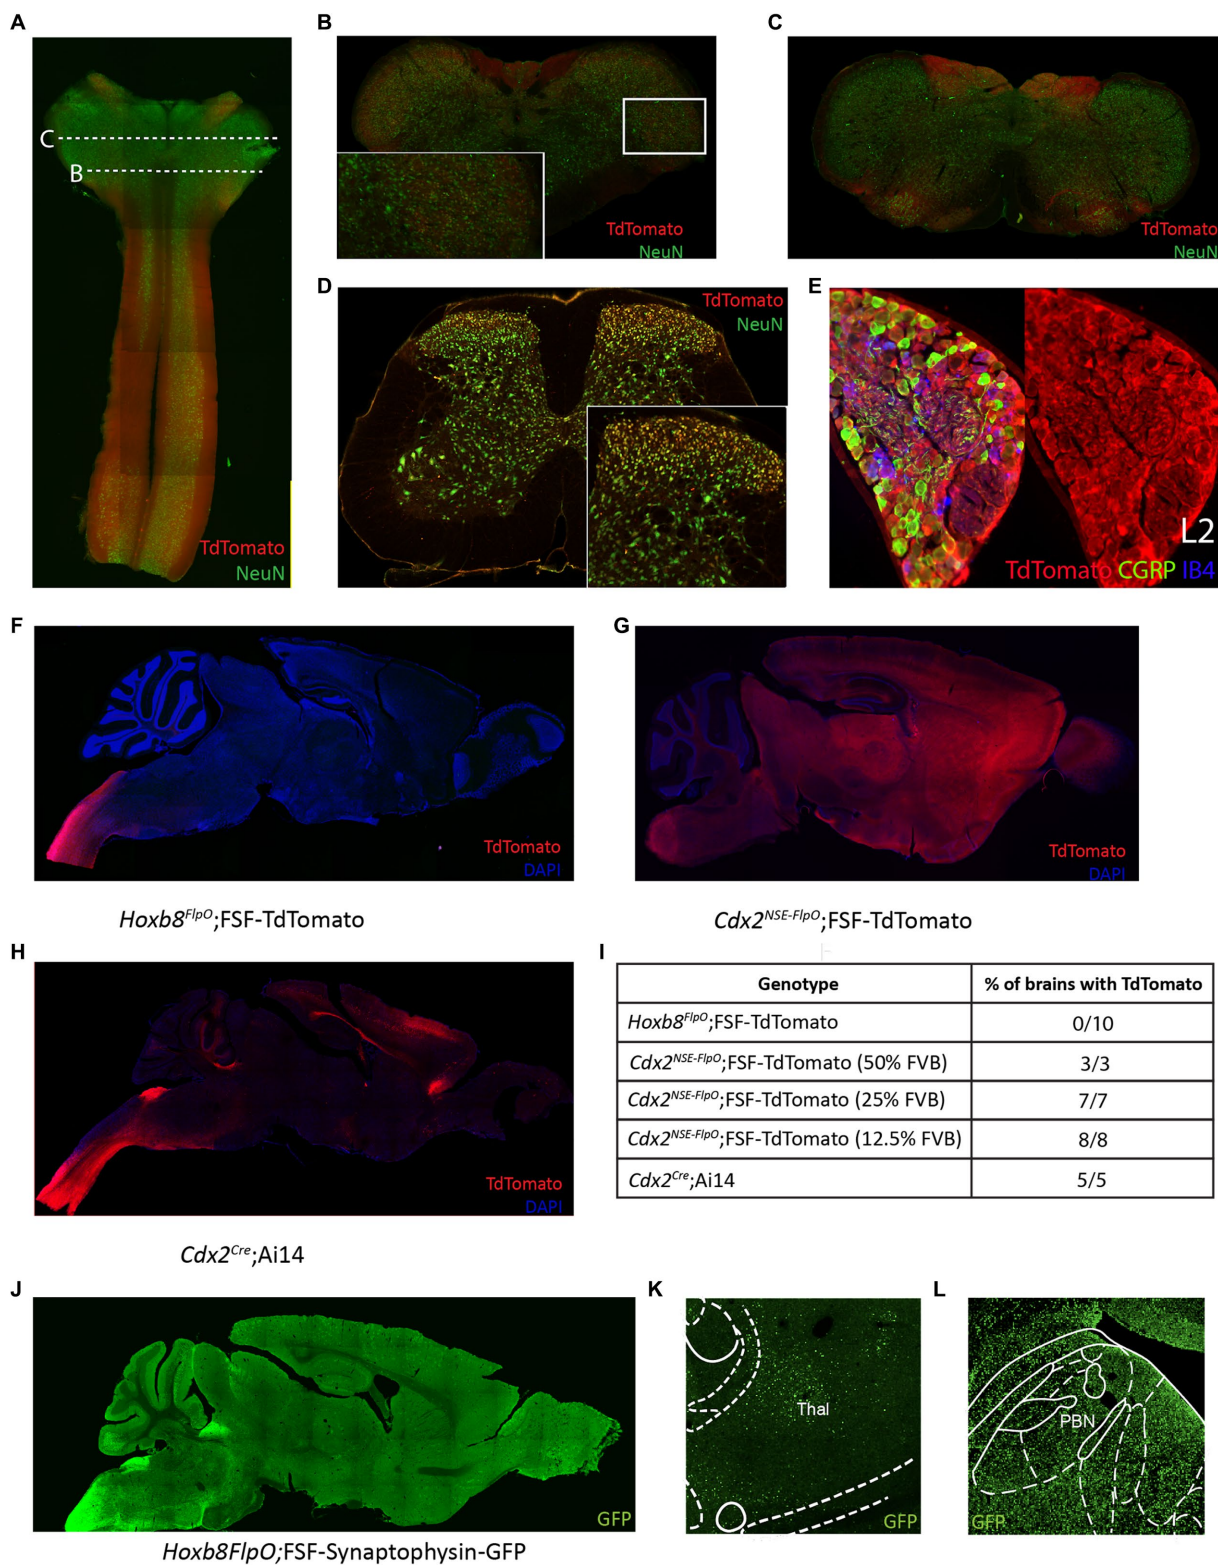 A
B
C
C
B
TdTomato
NeuN
TdTomato
NeuN
TdTomato
NeuN
D
TdTomato
NeuN
E
L2
TdTomato CGRP IB4
F
TdTomato
DAPI
Hoxb8FlpO;FSF-TdTomato
G
TdTomato
DAPI
Cdx2NSE-FlpO;FSF-TdTomato
H
TdTomato
DAPI
Cdx2Cre;Ai14
I
Genotype % of brains with TdTomato
Hoxb8FlpO;FSF-TdTomato 0/10
Cdx2NSE-FlpO;FSF-TdTomato (50% FVB) 3/3
Cdx2NSE-FlpO;FSF-TdTomato (25% FVB) 7/7
Cdx2NSE-FlpO;FSF-TdTomato (12.5% FVB) 8/8
Cdx2Cre;Ai14 5/5
J
GFP
Hoxb8FlpO;FSF-Synaptophysin-GFP
K
Thal
GFP
L
PBN
GFP